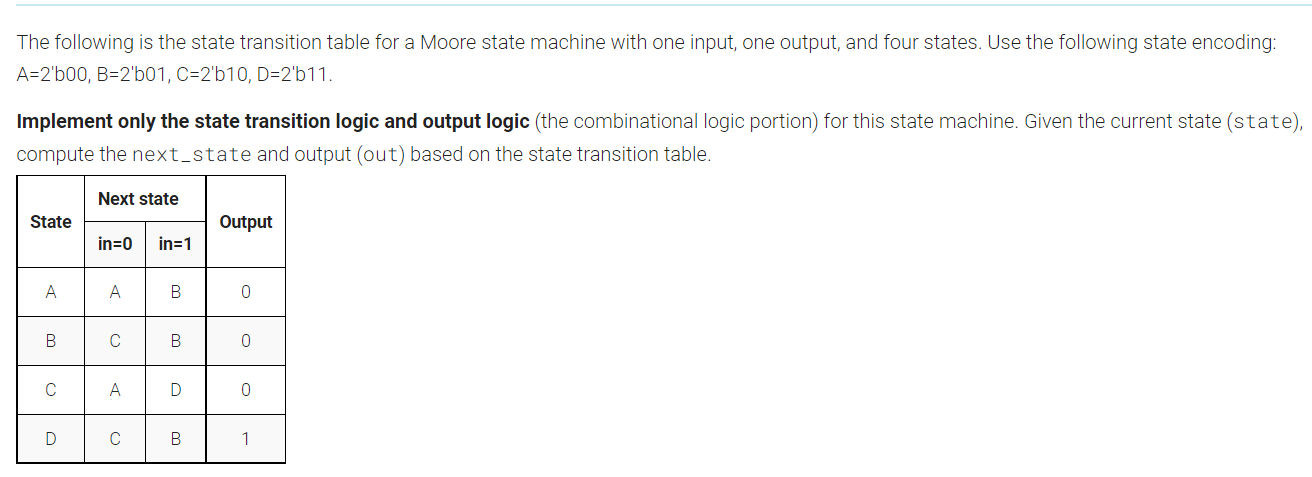 The following is the state transition table for a Moore state machine with one input, one output, and four states. Use the following state encoding:
A=2'b00, B=2'b01, C=2'b10, D=2'b11.
Implement only the state transition logic and output logic (the combinational logic portion) for this state machine. Given the current state (state),
compute the next_state and output (out) based on the state transition table.
State Next state Output
in=0 in=1
A A B 0
B C B 0
C A D 0
D C B 1